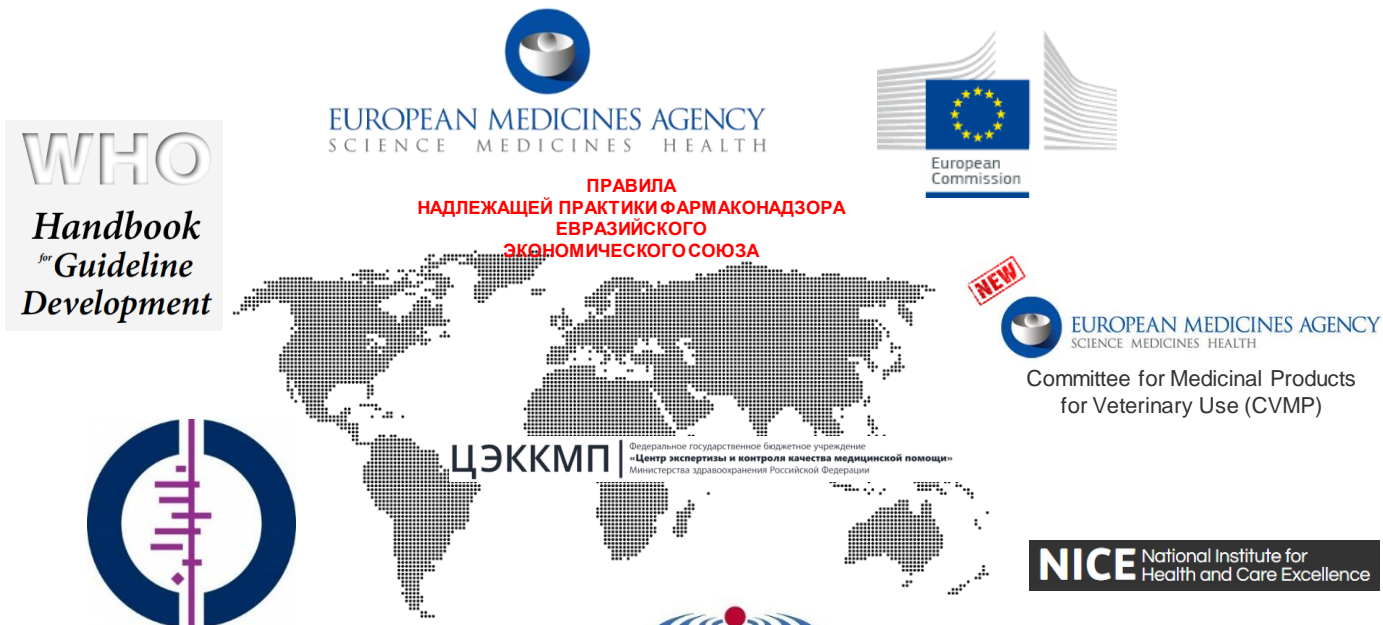 EUROPEAN MEDICINES AGENCY
SCIENCE MEDICINES HEALTH
European
Commission
WHO
Handbook
for Guideline
Development
ПРАВИЛА
НАДЛЕЖАЩЕЙ ПРАКТИКИ ФАРМАКОНАДЗОРА
ЕВРАЗИЙСКОГО
ЭКОНОМИЧЕСКОГО СОЮЗА
NEW
EUROPEAN MEDICINES AGENCY
SCIENCE MEDICINES HEALTH
Committee for Medicinal Products
for Veterinary Use (CVMP)
ЦЭККМП
Федеральное государственное бюджетное учреждение
«Центр экспертизы и контроля качества медицинской помощи»
Министерства здравоохранения Российской Федерации
NICE National Institute for
Health and Care Excellence